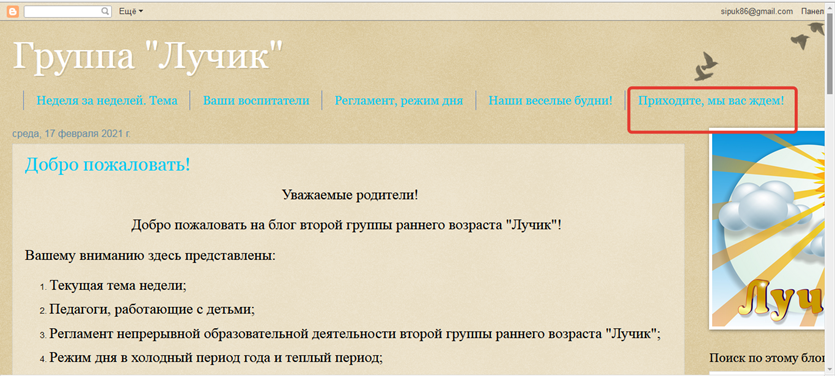 Ещё
sipuk86@gmail.com
Группа "Лучик"
Неделя за неделей. Тема
Ваши воспитатели
Регламент, режим дня
Наши веселые будни!
Приходите, мы вас ждем!
среда, 17 февраля 2021 г.
Добро пожаловать!
Уважаемые родители!
Добро пожаловать на блог второй группы раннего возраста "Лучик"!
Вашему вниманию здесь представлены:
1. Текущая тема недели;
2. Педагоги, работающие с детьми;
3. Регламент непрерывной образовательной деятельности второй группы раннего возраста "Лучик";
4. Режим дня в холодный период года и теплый период;
Поиск по этому